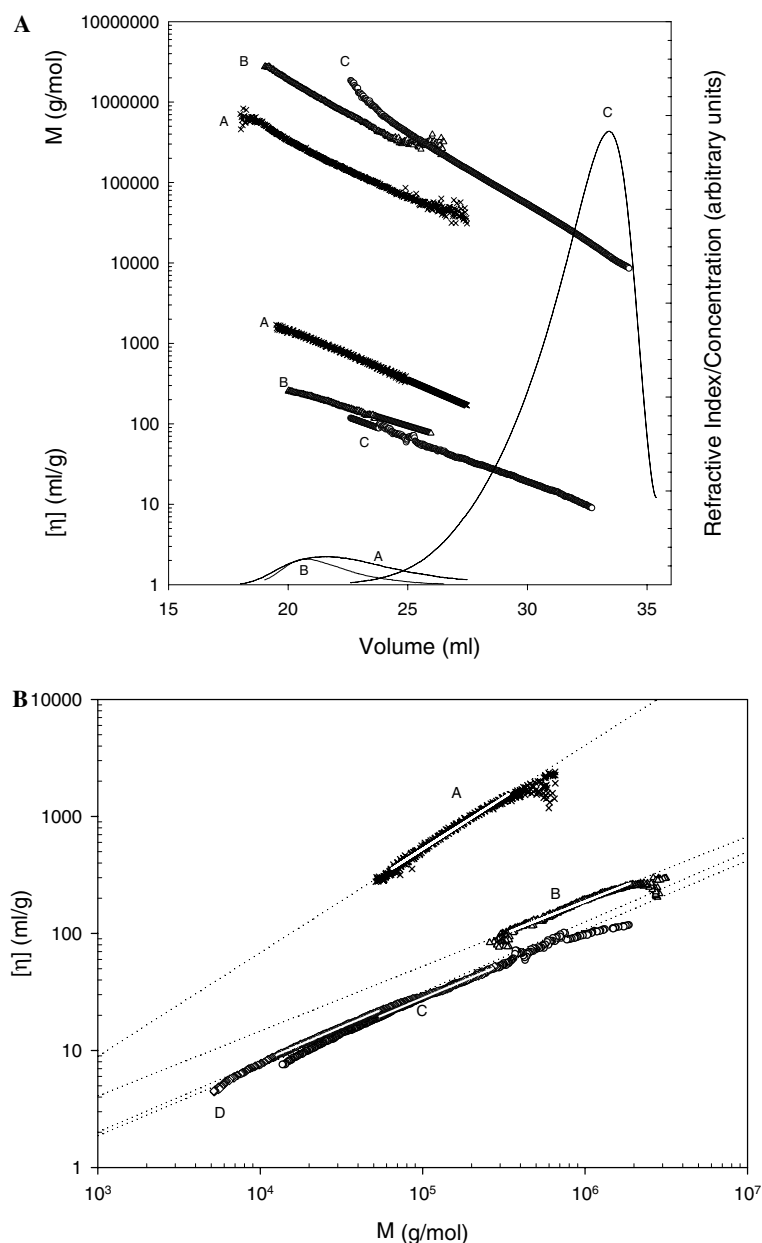 A
10000000
1000000
100000
10000
1000
100
10
1
M (g/mol)
[η] (ml/g)
B
C
A
C
A
B
C
A
B
15
20
25
30
35
Volume (ml)
Refractive Index/Concentration (arbitrary units)
B
10000
1000
100
10
1
[η] (ml/g)
A
B
C
D
10³
10⁴
10⁵
10⁶
10⁷
M (g/mol)